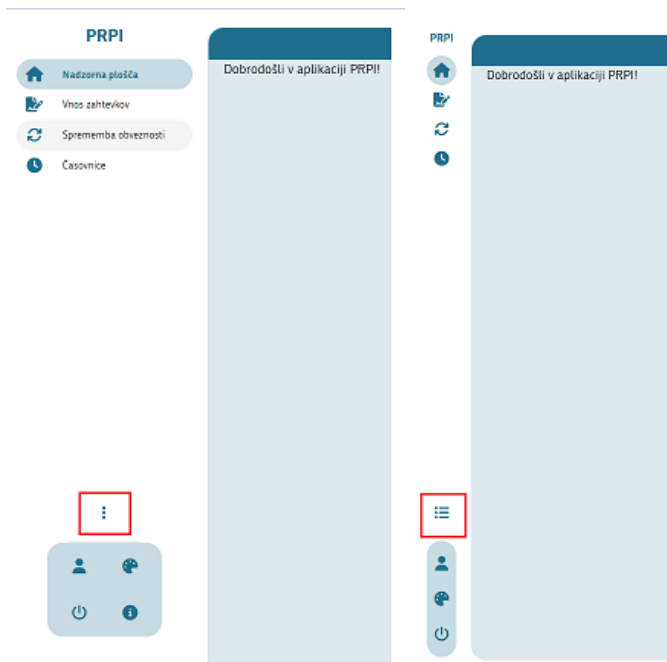 PRPI
Nadzorna plošča
Vnos zahtevkov
Sprememba obveznosti
Časovnice
Dobrodošli v aplikaciji PRPI!
PRPI
Dobrodošli v aplikaciji PRPI!